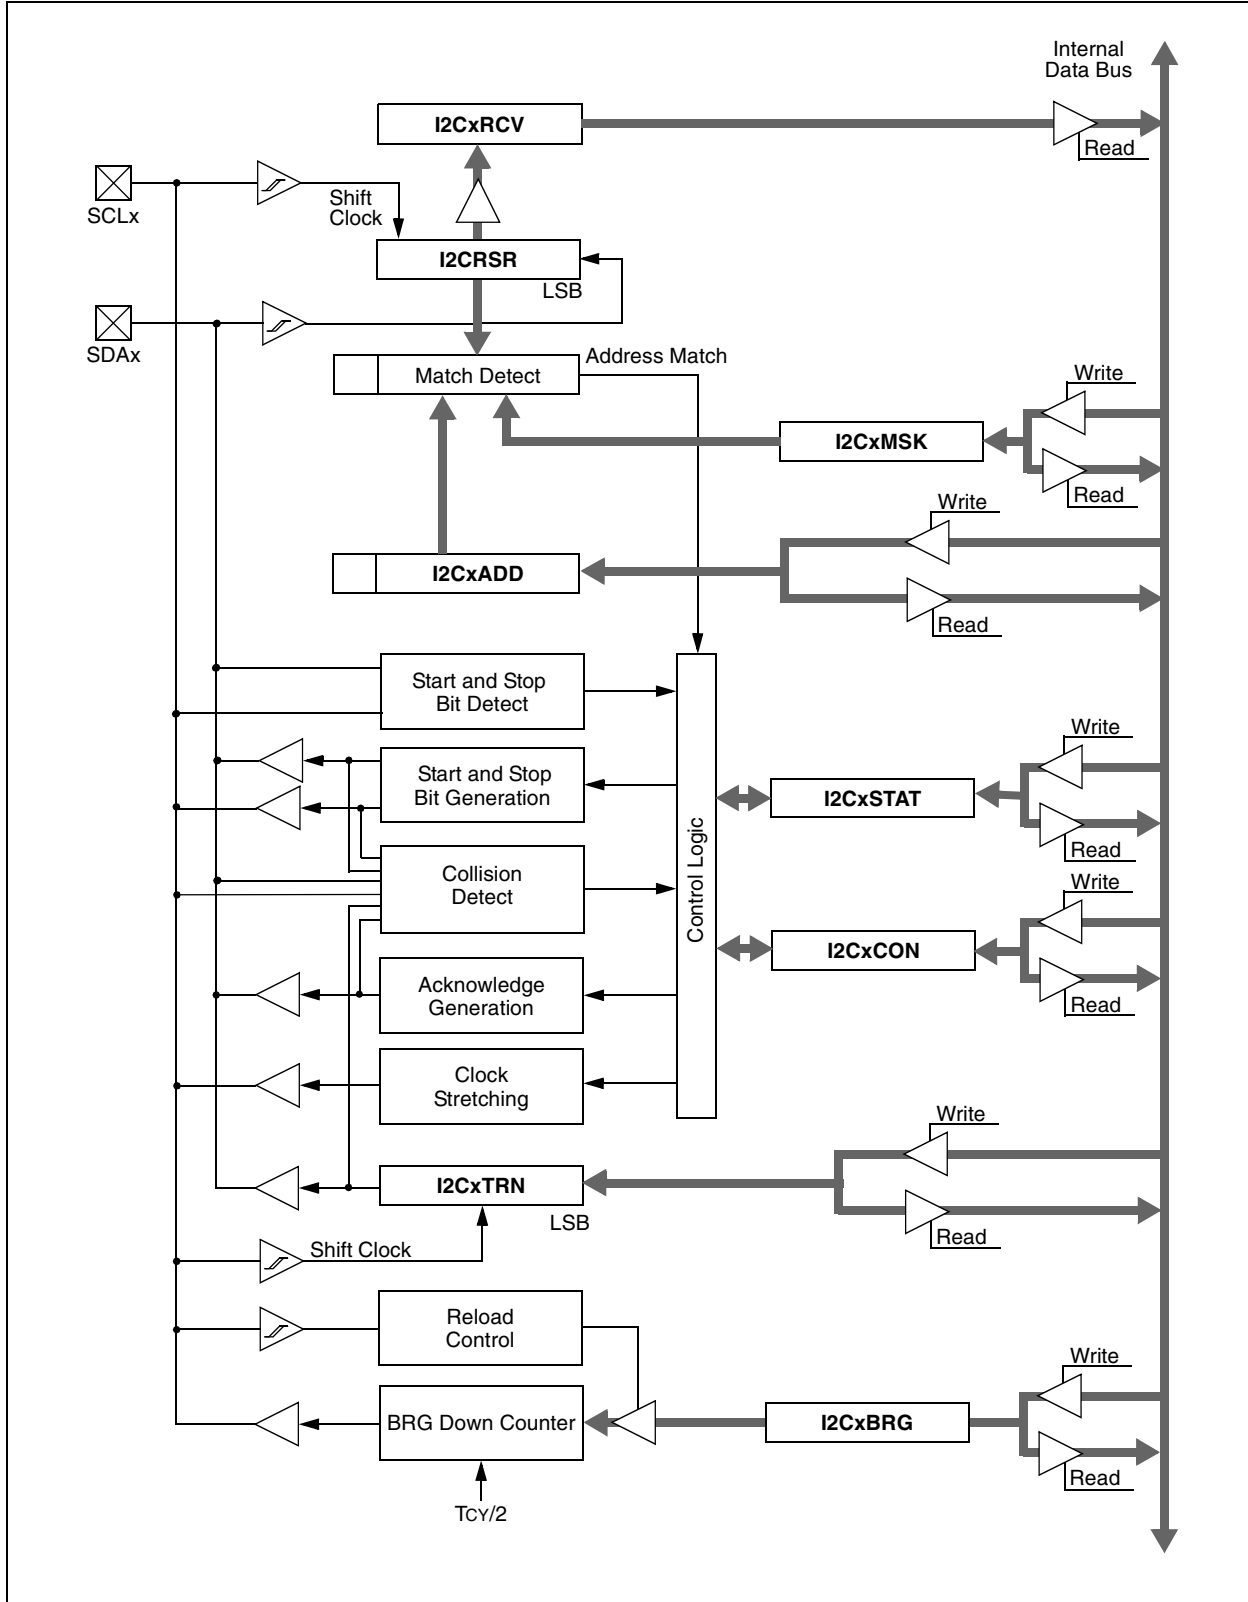 Internal
Data Bus
I2CxRCV
Read
SCLx
Shift
Clock
I2CRSR
LSB
SDAx
Address Match
Match Detect
Write
I2CxMSK
Read
Write
I2CxADD
Read
Start and Stop
Bit Detect
Write
Start and Stop
Bit Generation
I2CxSTAT
Read
Control Logic
Collision
Detect
Write
I2CxCON
Read
Acknowledge
Generation
Clock
Stretching
Write
I2CxTRN
LSB
Read
Shift Clock
Reload
Control
Write
BRG Down Counter
I2CxBRG
Read
TCY/2